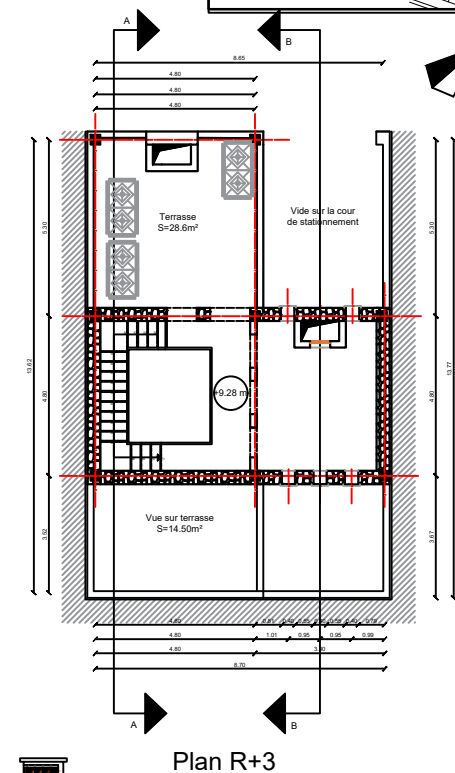 A
B
8.65
4.80
4.80
4.80
Terrasse
S=28.6m²
Vide sur la cour
de stationnement
5.30
5.30
13.62
13.77
4.80
4.80
+9.28 m
3.52
3.67
Vue sur terrasse
S=14.50m²
4.80
4.80
1.01
0.95
0.95
0.99
4.80
8.70
A
B
Plan R+3